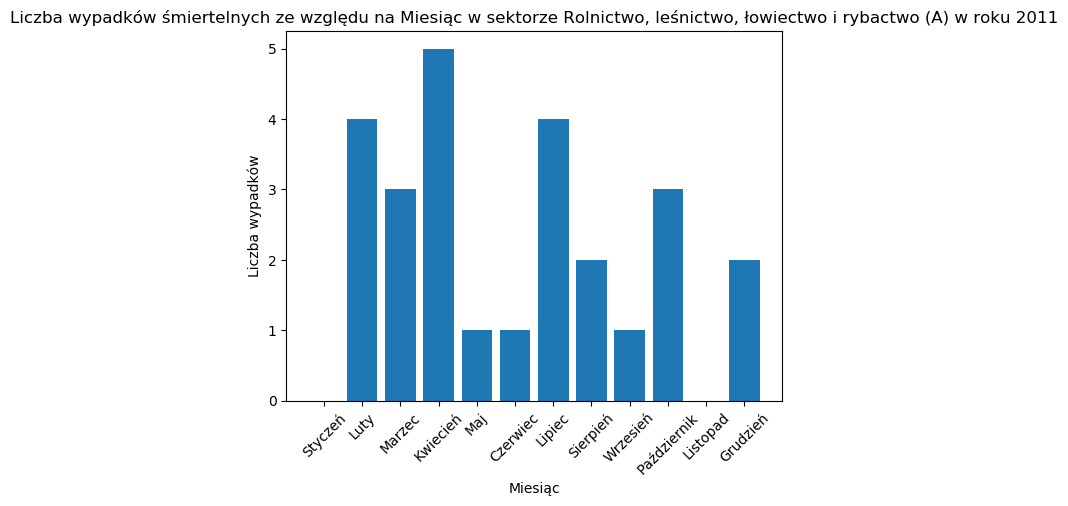 Liczba wypadków śmiertelnych ze względu na Miesiąc w sektorze Rolnictwo, leśnictwo, łowiectwo i rybactwo (A) w roku 2011
5
4
3
2
1
0
Liczba wypadków
Styczeń
Luty
Marzec
Kwiecień
Maj
Czerwiec
Lipiec
Sierpień
Wrzesień
Październik
Listopad
Grudzień
Miesiąc